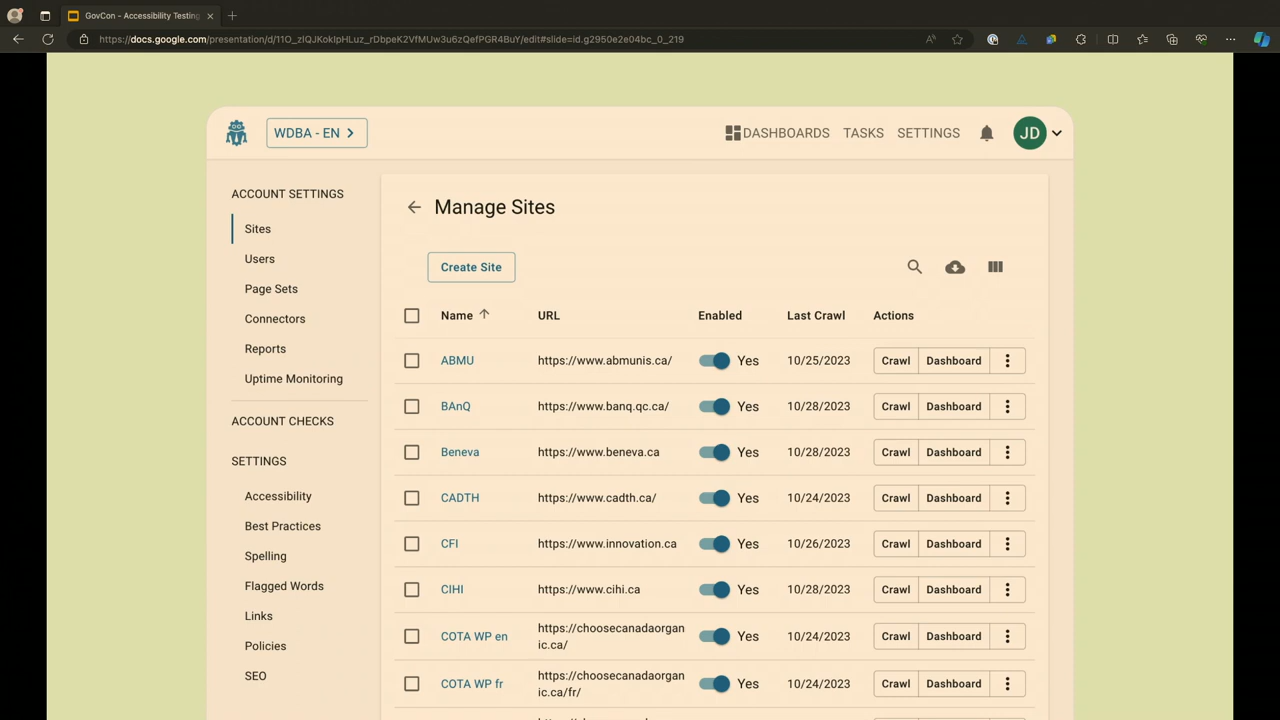 GovCon - Accessibility Testing
https://docs.google.com/presentation/d/11O_zIQJKokIpHLuz_rDbpeK2VfMUw3u6zQefPGR4BuY/edit#slide=id.g2950e2e04bc_0_219
WDBA - EN
DASHBOARDS
TASKS
SETTINGS
JD
ACCOUNT SETTINGS
Sites
Users
Page Sets
Connectors
Reports
Uptime Monitoring
ACCOUNT CHECKS
SETTINGS
Accessibility
Best Practices
Spelling
Flagged Words
Links
Policies
SEO
Manage Sites
Create Site
Name URL Enabled Last Crawl Actions
ABMU https://www.abmunis.ca/ Yes 10/25/2023 Crawl Dashboard
BAnQ https://www.banq.qc.ca/ Yes 10/28/2023 Crawl Dashboard
Beneva https://www.beneva.ca Yes 10/28/2023 Crawl Dashboard
CADTH https://www.cadth.ca/ Yes 10/24/2023 Crawl Dashboard
CFI https://www.innovation.ca Yes 10/26/2023 Crawl Dashboard
CIHI https://www.cihi.ca Yes 10/28/2023 Crawl Dashboard
COTA WP en https://choosecanadaorgan
ic.ca/ Yes 10/24/2023 Crawl Dashboard
COTA WP fr https://choosecanadaorgan
ic.ca/fr/ Yes 10/24/2023 Crawl Dashboard